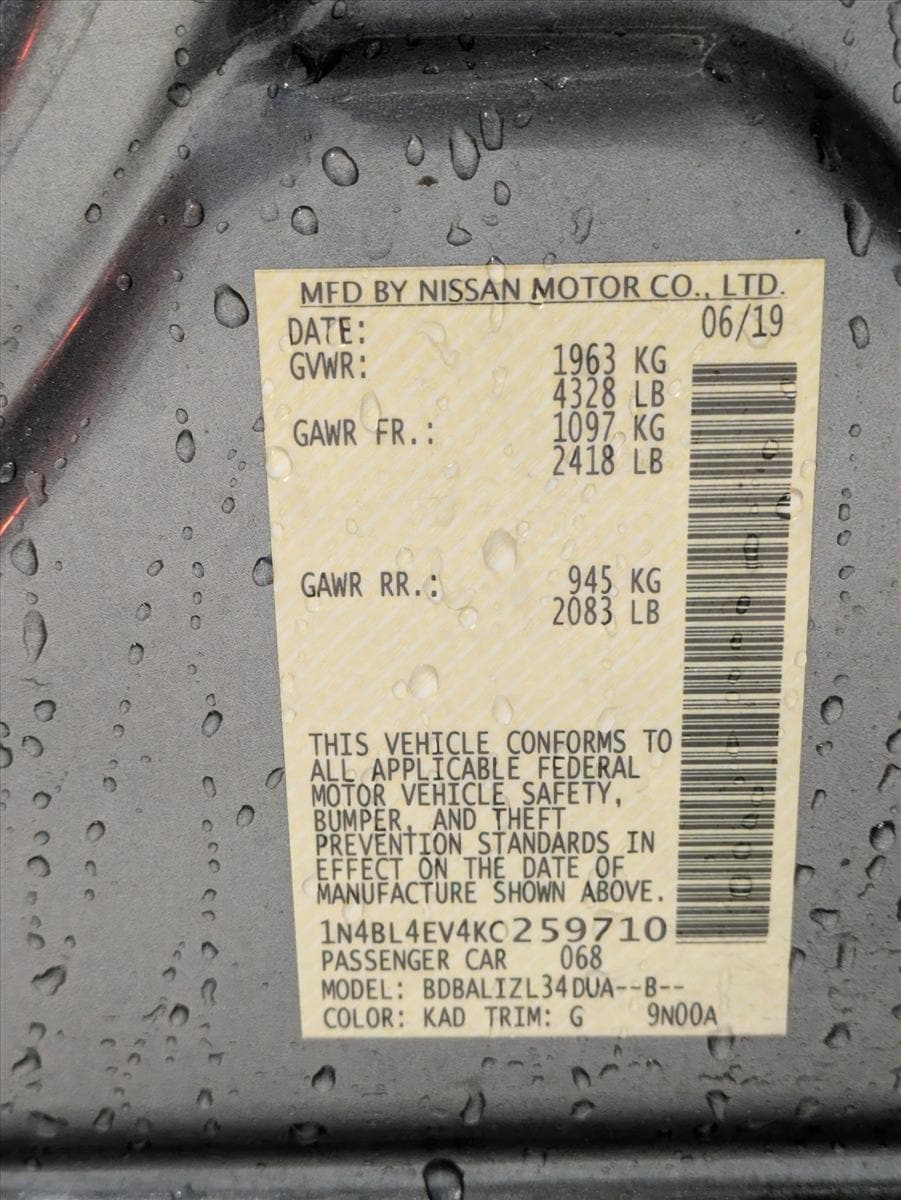 MFD BY NISSAN MOTOR CO., LTD.
DATE: 06/19
GVWR: 1963 KG
4328 LB
GAWR FR.: 1097 KG
2418 LB
GAWR RR.: 945 KG
2083 LB
THIS VEHICLE CONFORMS TO
ALL APPLICABLE FEDERAL
MOTOR VEHICLE SAFETY,
BUMPER, AND THEFT
PREVENTION STANDARDS IN
EFFECT ON THE DATE OF
MANUFACTURE SHOWN ABOVE.
1N4BL4EV4KC259710
PASSENGER CAR 068
MODEL: BDBALIZL34DUA--B--
COLOR: KAD TRIM: G 9N00A